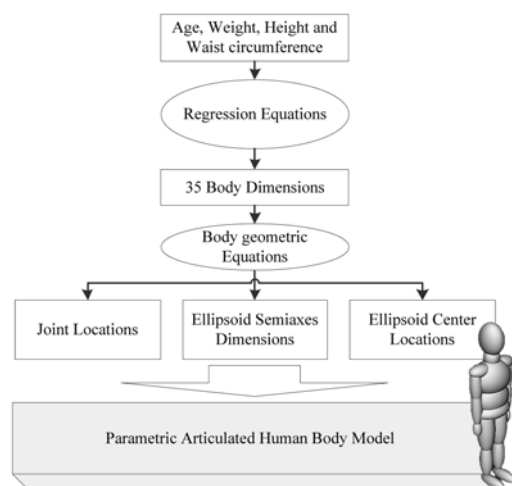 Age, Weight, Height and
Waist circumference
Regression Equations
35 Body Dimensions
Body geometric
Equations
Joint Locations
Ellipsoid Semiaxes
Dimensions
Ellipsoid Center
Locations
Parametric Articulated Human Body Model